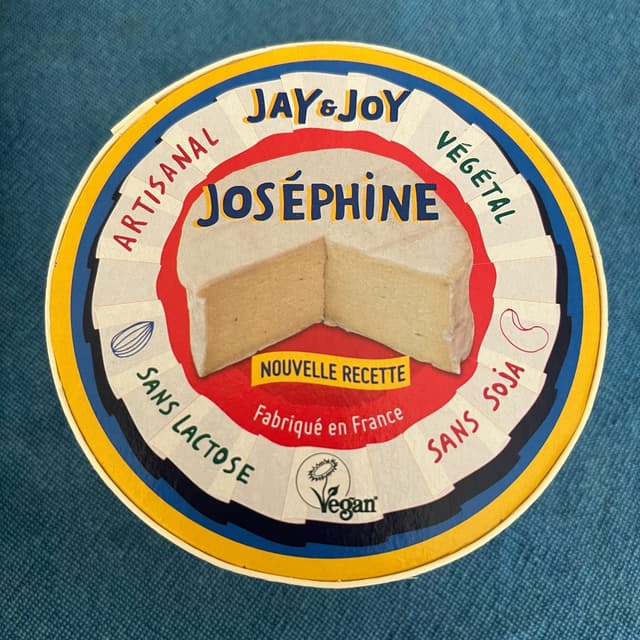 JAY & JOY
ARTISANAL
VÉGÉTAL
JOSÉPHINE
NOUVELLE RECETTE
Fabriqué en France
SANS LACTOSE
SANS SOJA
Vegan